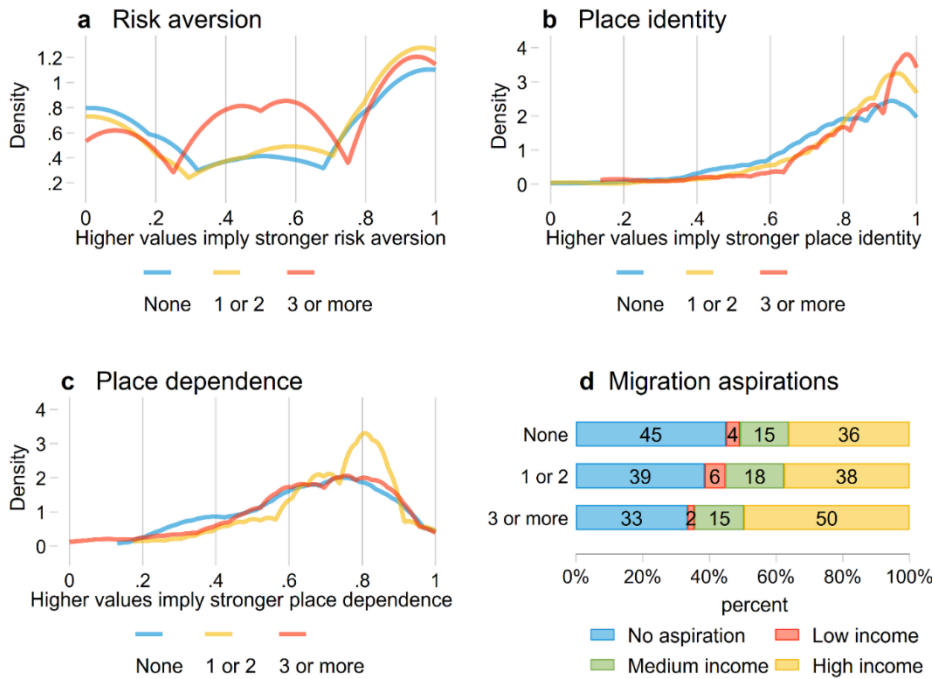 a Risk aversion
Density
1.2
1
.8
.6
.4
.2
0 .2 .4 .6 .8 1
Higher values imply stronger risk aversion
None 1 or 2 3 or more
b Place identity
Density
4
3
2
1
0
0 .2 .4 .6 .8 1
Higher values imply stronger place identity
None 1 or 2 3 or more
c Place dependence
Density
4
3
2
1
0
0 .2 .4 .6 .8 1
Higher values imply stronger place dependence
None 1 or 2 3 or more
d Migration aspirations
None 45 4 15 36
1 or 2 39 6 18 38
3 or more 33 2 15 50
0% 20% 40% 60% 80% 100%
percent
No aspiration Low income
Medium income High income